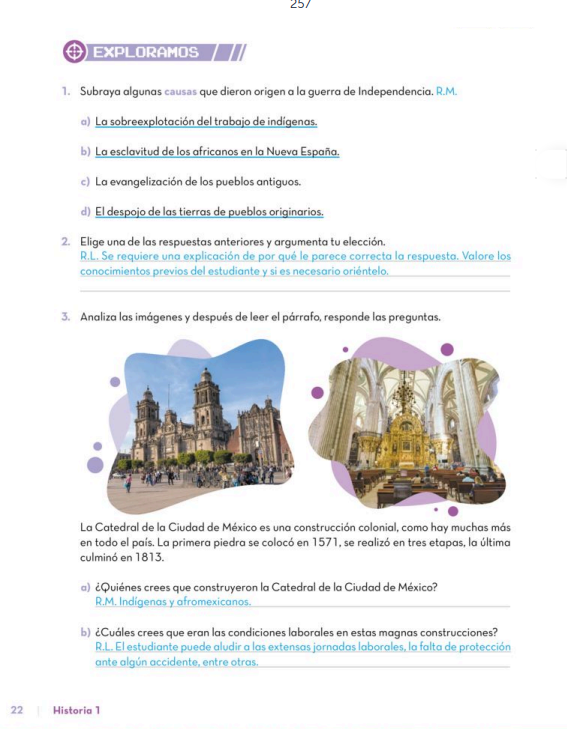 257
EXPLORAMOS
1. Subraya algunas causas que dieron origen a la guerra de Independencia. R.M.
a) La sobreexplotación del trabajo de indígenas.
b) La esclavitud de los africanos en la Nueva España.
c) La evangelización de los pueblos antiguos.
d) El despojo de las tierras de pueblos originarios.
2. Elige una de las respuestas anteriores y argumenta tu elección.
R.L. Se requiere una explicación de por qué le parece correcta la respuesta. Valore los
conocimientos previos del estudiante y si es necesario oriéntelo.
3. Analiza las imágenes y después de leer el párrafo, responde las preguntas.
La Catedral de la Ciudad de México es una construcción colonial, como hay muchas más
en todo el país. La primera piedra se colocó en 1571, se realizó en tres etapas, la última
culminó en 1813.
a) ¿Quiénes crees que construyeron la Catedral de la Ciudad de México?
R.M. Indígenas y afromexicanos.
b) ¿Cuáles crees que eran las condiciones laborales en estas magnas construcciones?
R.L. El estudiante puede aludir a las extensas jornadas laborales, la falta de protección
ante algún accidente, entre otras.
22 | Historia 1